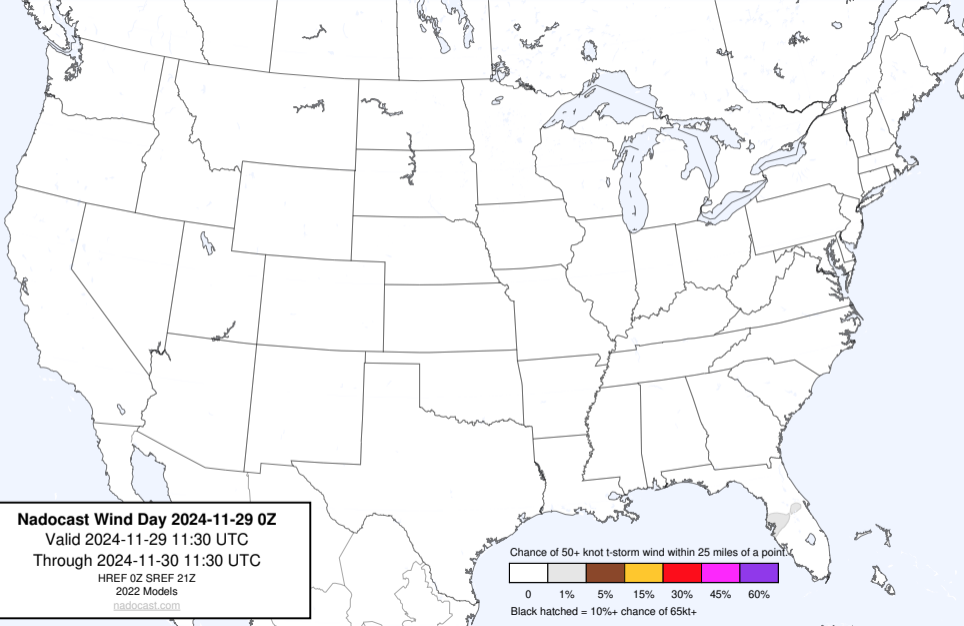 Nadocast Wind Day 2024-11-29 0Z
Valid 2024-11-29 11:30 UTC
Through 2024-11-30 11:30 UTC
HREF 0Z SREF 21Z
2022 Models
nadocast.com
Chance of 50+ knot t-storm wind within 25 miles of a point.
0 1% 5% 15% 30% 45% 60%
Black hatched = 10%+ chance of 65kt+